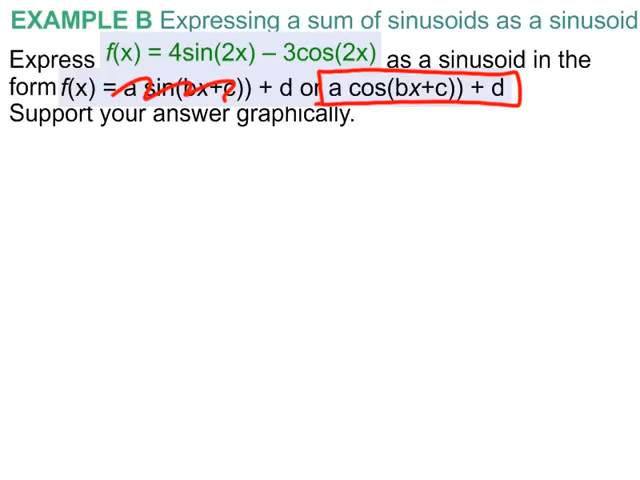 EXAMPLE B Expressing a sum of sinusoids as a sinusoid
Express f(x) = 4sin(2x) – 3cos(2x) as a sinusoid in the
form f(x) = a sin(bx+c)) + d or a cos(bx+c)) + d
Support your answer graphically.